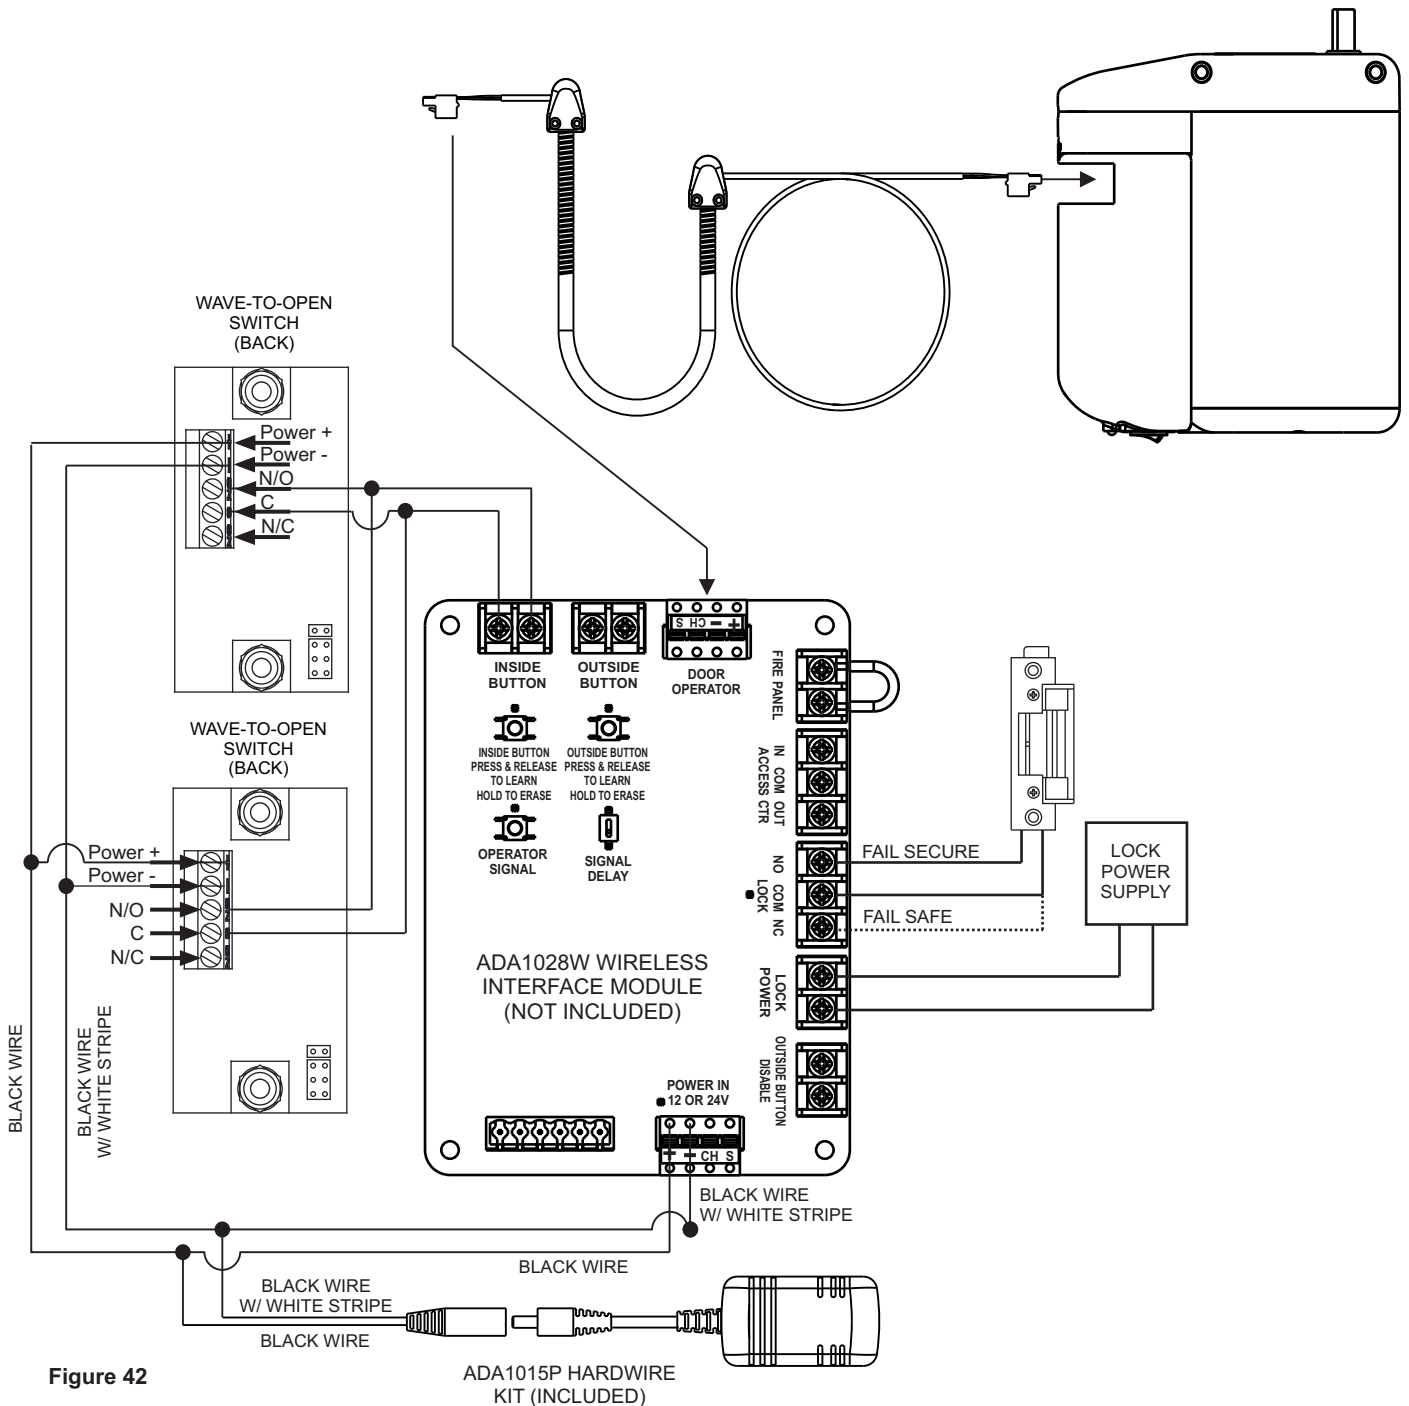 WAVE-TO-OPEN
SWITCH
(BACK)
Power +
Power -
N/O
C
N/C
WAVE-TO-OPEN
SWITCH
(BACK)
Power +
Power -
N/O
C
N/C
BLACK WIRE
BLACK WIRE
W/ WHITE STRIPE
INSIDE
BUTTON
OUTSIDE
BUTTON
S CH - +
DOOR
OPERATOR
INSIDE BUTTON
PRESS & RELEASE
TO LEARN
HOLD TO ERASE
OUTSIDE BUTTON
PRESS & RELEASE
TO LEARN
HOLD TO ERASE
OPERATOR
SIGNAL
SIGNAL
DELAY
FIRE PANEL
IN COM OUT
ACCESS CTR
NO COM NC
LOCK
LOCK
POWER
OUTSIDE BUTTON
DISABLE
FAIL SECURE
FAIL SAFE
LOCK
POWER
SUPPLY
ADA1028W WIRELESS
INTERFACE MODULE
(NOT INCLUDED)
POWER IN
12 OR 24V
+ - CH S
BLACK WIRE
W/ WHITE STRIPE
BLACK WIRE
BLACK WIRE
W/ WHITE STRIPE
BLACK WIRE
ADA1015P HARDWIRE
KIT (INCLUDED)
Figure 42